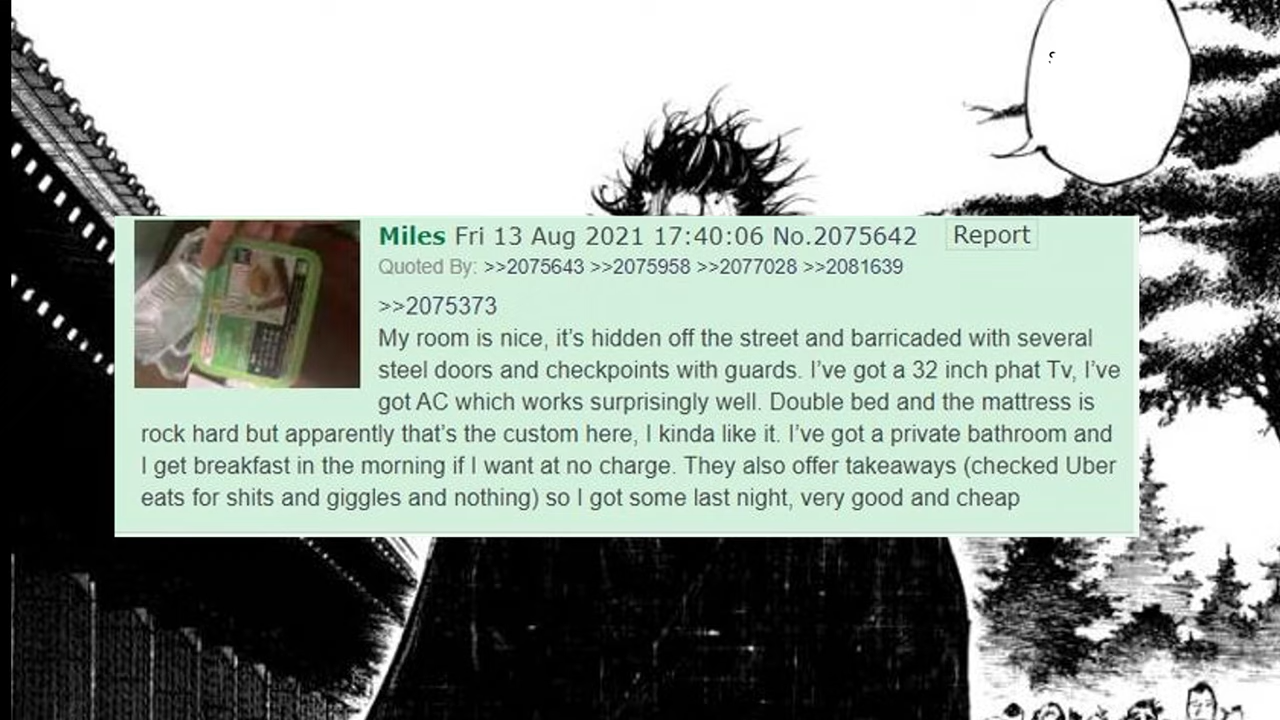 Miles Fri 13 Aug 2021 17:40:06 No.2075642 Report
Quoted By: >>2075643 >>2075958 >>2077028 >>2081639
>>2075373
My room is nice, it’s hidden off the street and barricaded with several
steel doors and checkpoints with guards. I’ve got a 32 inch phat Tv, I’ve
got AC which works surprisingly well. Double bed and the mattress is
rock hard but apparently that’s the custom here, I kinda like it. I’ve got a private bathroom and
I get breakfast in the morning if I want at no charge. They also offer takeaways (checked Uber
eats for shits and giggles and nothing) so I got some last night, very good and cheap